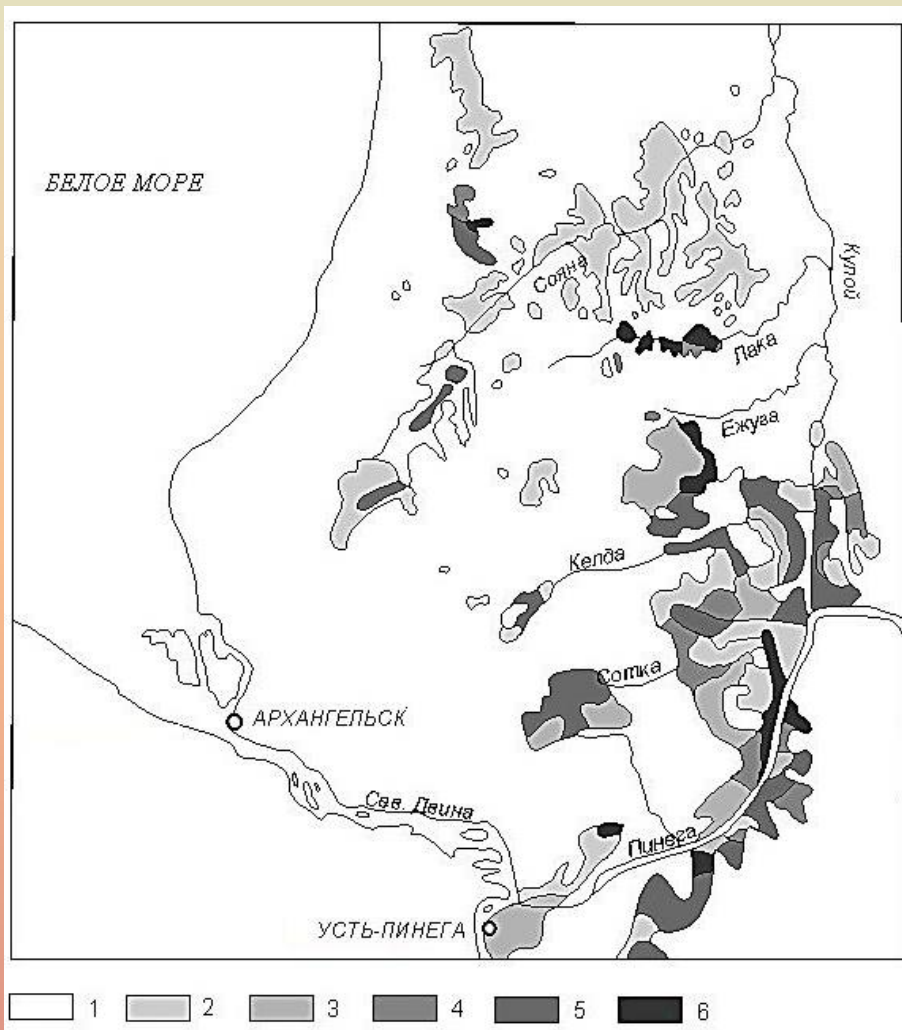 БЕЛОЕ МОРЕ
Сояна
Кулой
Лака
Ежуга
Келда
Сотка
АРХАНГЕЛЬСК
Сев. Двина
Пинега
УСТЬ-ПИНЕГА
1 2 3 4 5 6